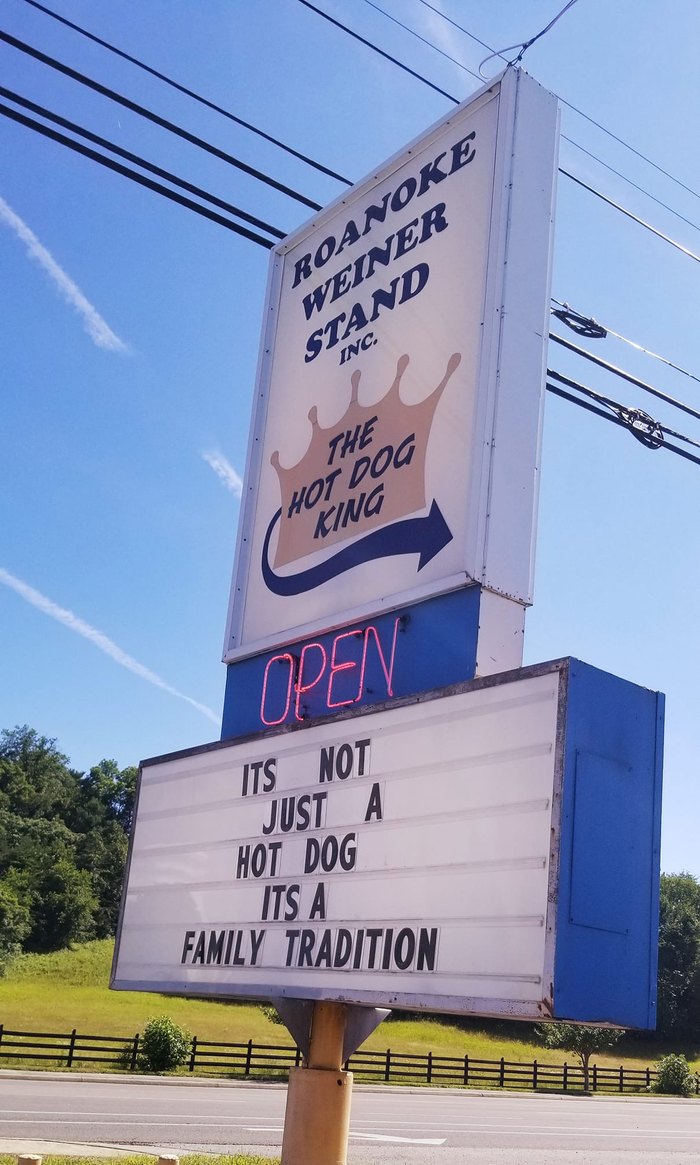 ROANOKE
WEINER
STAND
INC.
THE
HOT DOG
KING
OPEN
ITS NOT
JUST A
HOT DOG
ITS A
FAMILY TRADITION